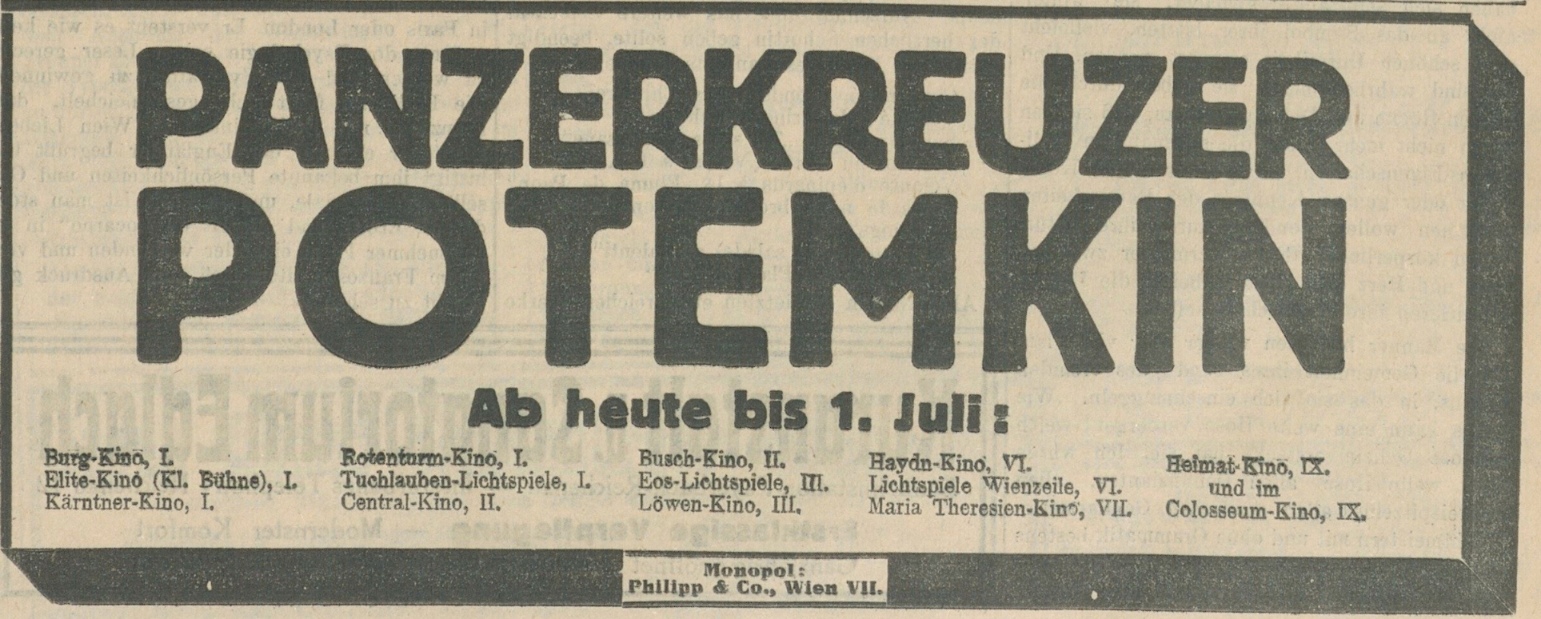 PANZERKREUZER
POTEMKIN
Ab heute bis 1. Juli:
Burg-Kino, I.
Elite-Kino (Kl. Bühne), I.
Kärntner-Kino, I.
Rotenturm-Kino, I.
Tuchlauben-Lichtspiele, I.
Central-Kino, II.
Busch-Kino, II.
Eos-Lichtspiele, III.
Löwen-Kino, III.
Haydn-Kino, VI.
Lichtspiele Wienzeile, VI.
Maria Theresien-Kino, VII.
Heimat-Kino, IX.
und im
Colosseum-Kino, IX.
Monopol:
Philipp & Co., Wien VII.